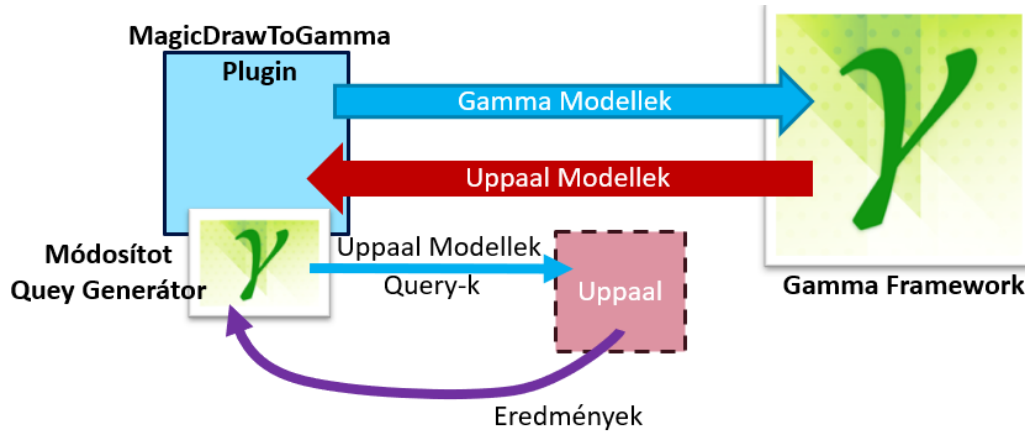 MagicDrawToGamma
Plugin
Gamma Modellek
Uppaal Modellek
Módosítot
Quey Generátor
Uppaal Modellek
Query-k
Uppaal
Gamma Framework
Eredmények
γ
γ